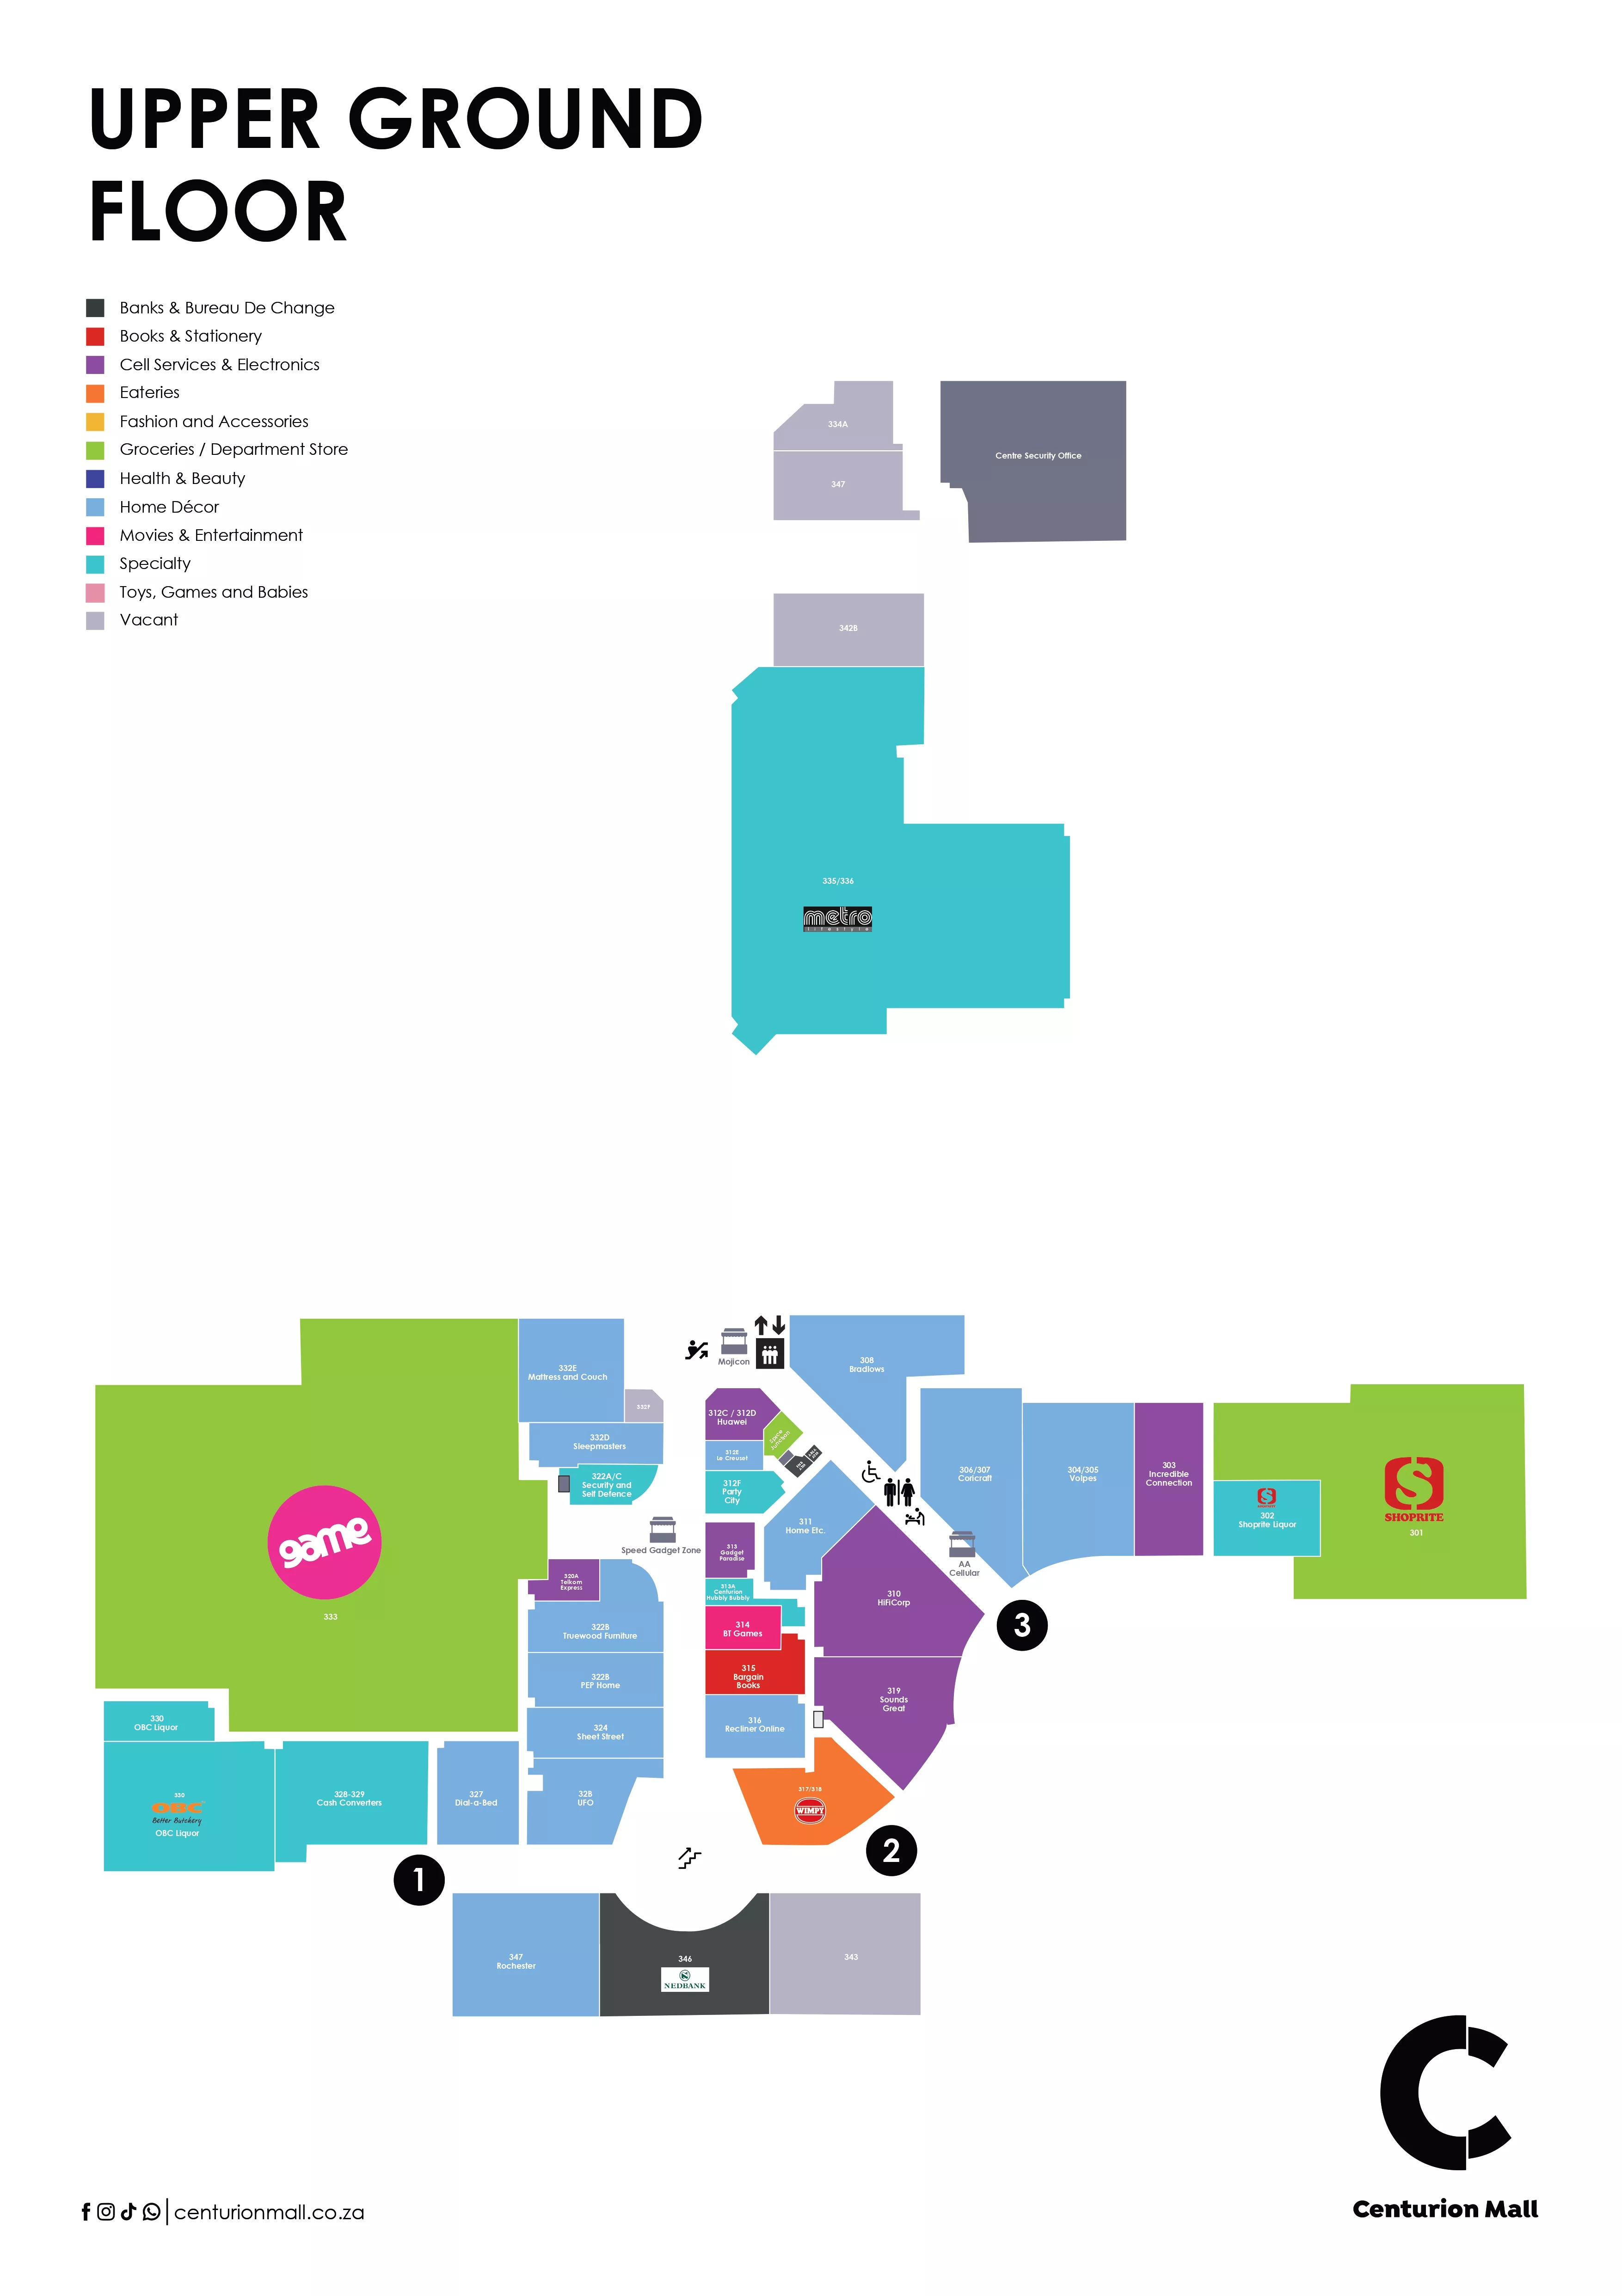 UPPER GROUND
FLOOR
Banks & Bureau De Change
Books & Stationery
Cell Services & Electronics
Eateries
Fashion and Accessories
Groceries / Department Store
Health & Beauty
Home Décor
Movies & Entertainment
Specialty
Toys, Games and Babies
Vacant
334A
347
Centre Security Office
342B
335/336
metro
lifestyle
Mojicon
308
Bradlows
332E
Mattress and Couch
332F
312C / 312D
Huawei
332D
Sleepmasters
312E
Le Creuset
322A/C
Security and
Self Defence
312F
Party
City
311
Home Etc.
306/307
Coricraft
304/305
Volpes
303
Incredible
Connection
302
Shoprite Liquor
SHOPRITE
301
game
333
Speed Gadget Zone
313
Gadget
Paradise
AA
Cellular
320A
Telkom
Express
313A
Centurion
Hubbly Bubbly
310
HiFiCorp
3
322B
Truewood Furniture
314
BT Games
322B
PEP Home
315
Bargain
Books
319
Sounds
Great
330
OBC Liquor
324
Sheet Street
316
Recliner Online
330
OBC
Better Butchery
OBC Liquor
328-329
Cash Converters
327
Dial-a-Bed
32B
UFO
317/318
WIMPY
1
2
347
Rochester
346
NEDBANK
343
centurionmall.co.za
Centurion Mall